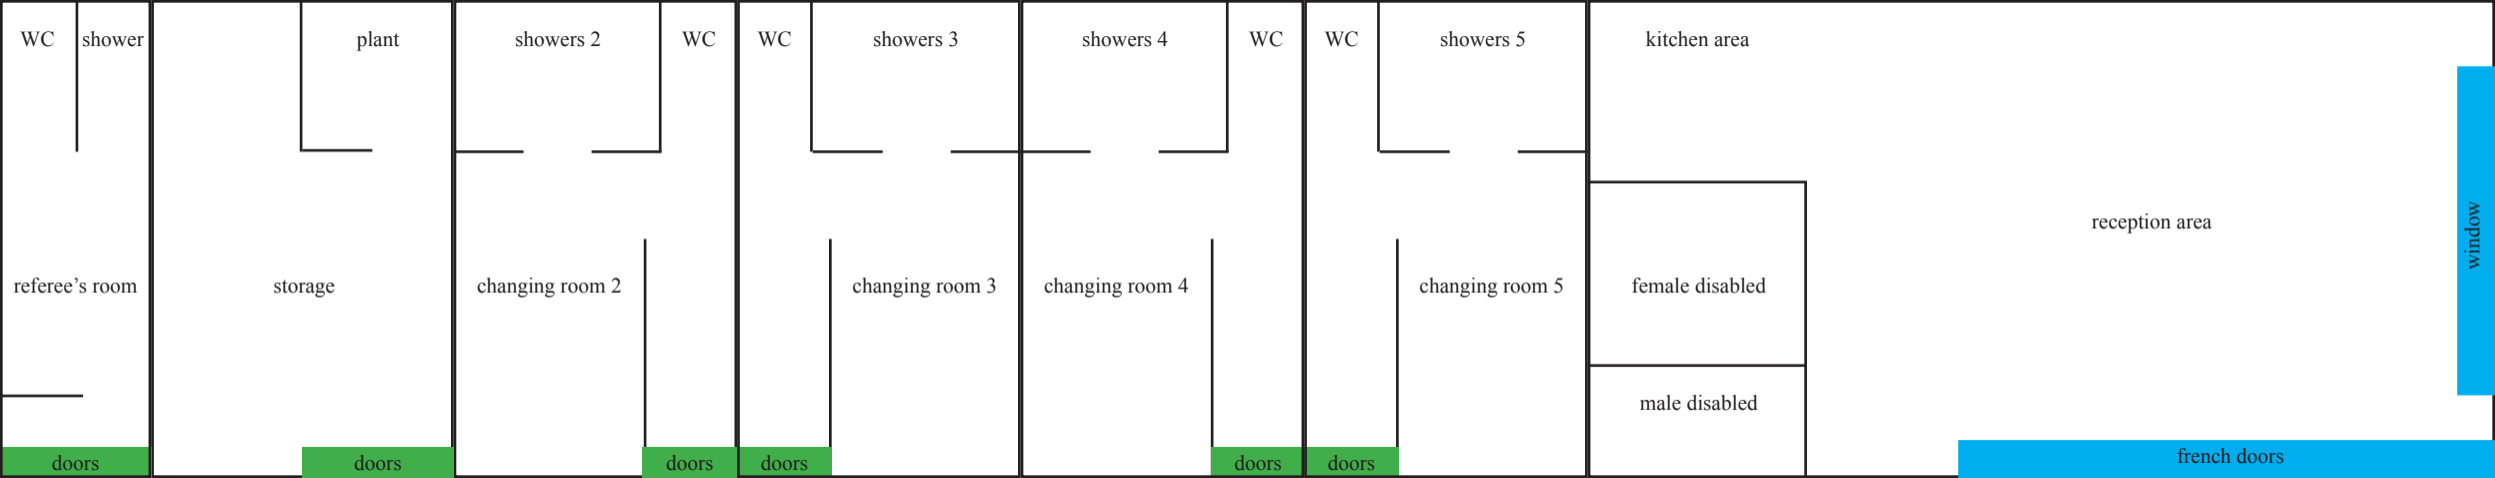 WC
shower
plant
showers 2
WC
WC
showers 3
showers 4
WC
WC
showers 5
kitchen area
reception area
window
referee’s room
storage
changing room 2
changing room 3
changing room 4
changing room 5
female disabled
male disabled
doors
doors
doors
doors
doors
doors
french doors